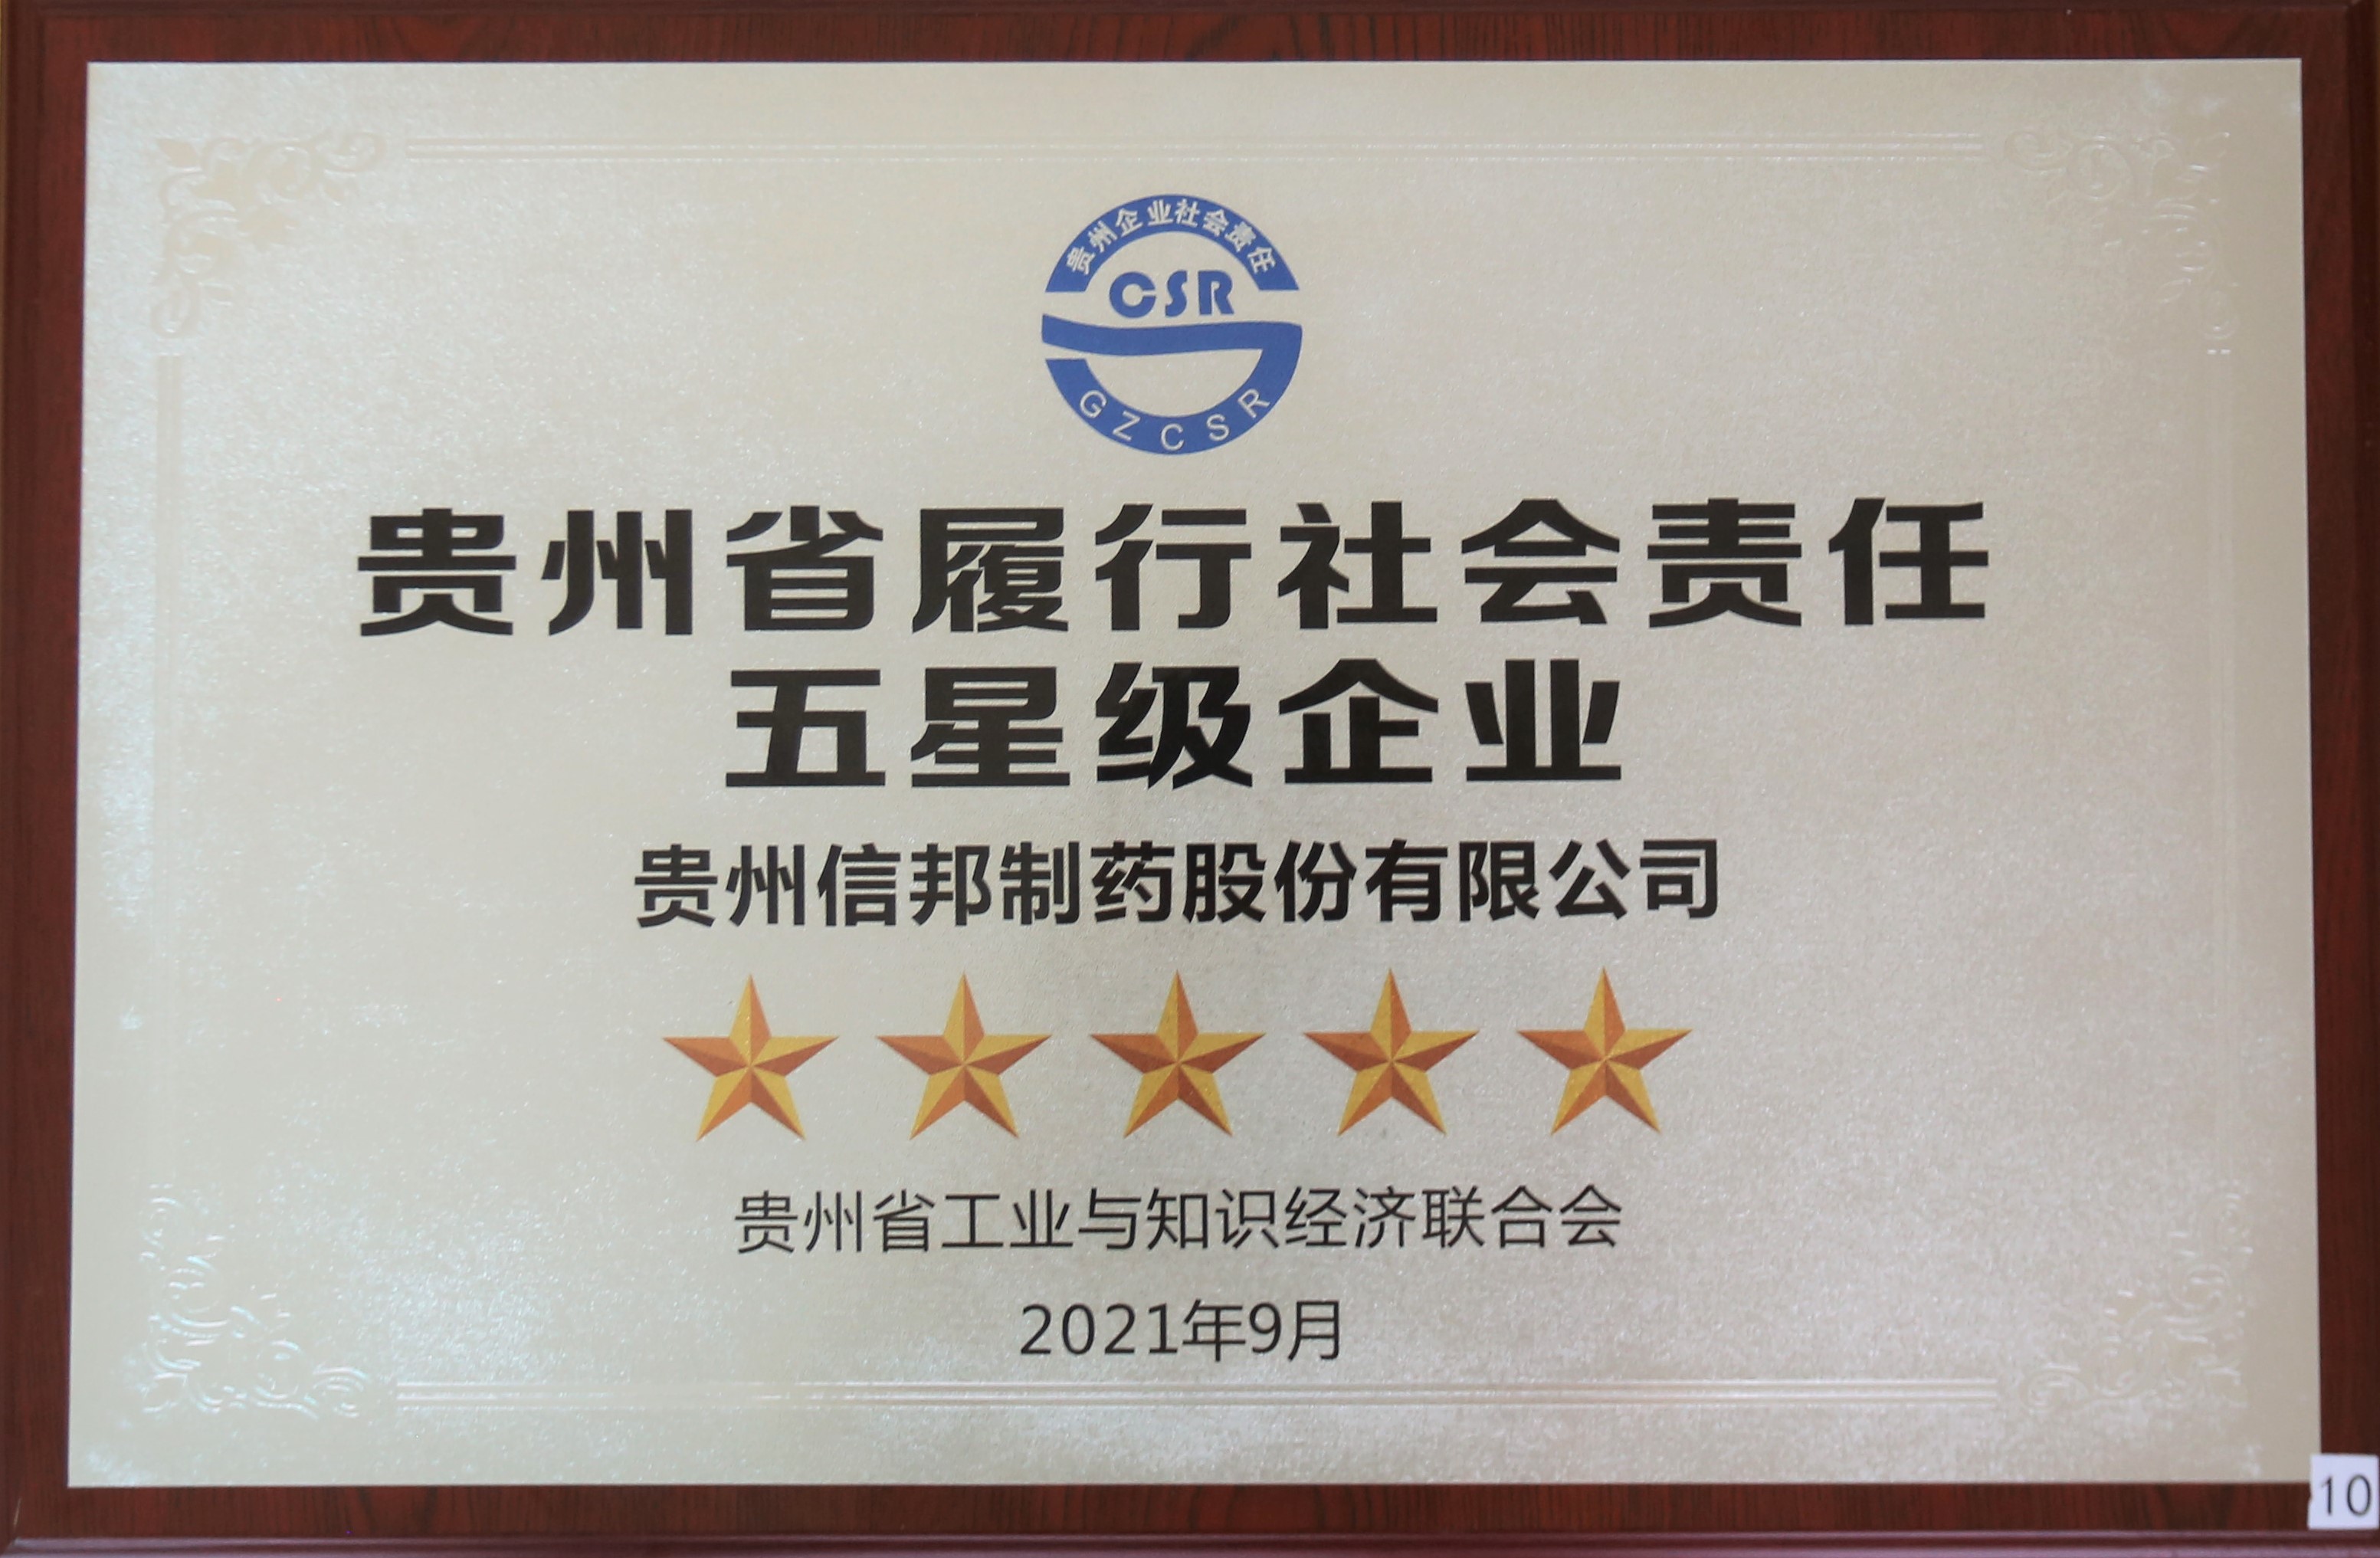 贵州企业社会责任
CSR
GZCSR
贵州省履行社会责任
五星级企业
贵州信邦制药股份有限公司
贵州省工业与知识经济联合会
2021年9月
10